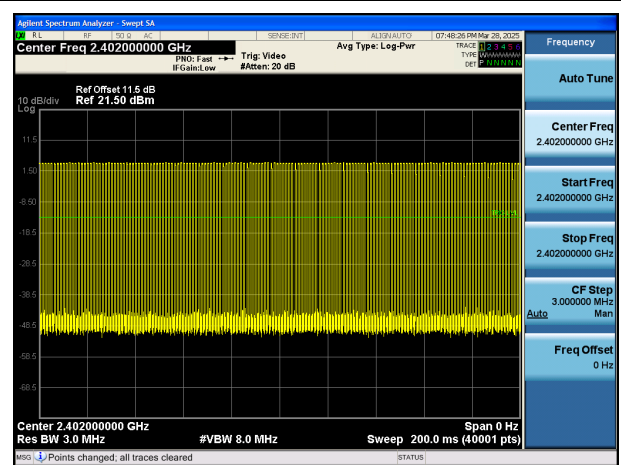 Agilent Spectrum Analyzer - Swept SA
RL RF 50 Ω AC SENSE:INT ALIGN AUTO 07:48:26 PM Mar 28, 2025
Center Freq 2.402000000 GHz
PNO: Fast
IFGain:Low
Trig: Video
#Atten: 20 dB
Avg Type: Log-Pwr
TRACE 1 2 3 4 5 6
TYPE
DET P N N N N N
Frequency
Ref Offset 11.5 dB
10 dB/div Ref 21.50 dBm
Log
11.5
1.50
-8.50
-18.5
-28.5
-38.5
-48.5
-58.5
-68.5
Center 2.402000000 GHz Span 0 Hz
Res BW 3.0 MHz #VBW 8.0 MHz Sweep 200.0 ms (40001 pts)
Auto Tune
Center Freq
2.402000000 GHz
Start Freq
2.402000000 GHz
Stop Freq
2.402000000 GHz
CF Step
3.000000 MHz
Auto Man
Freq Offset
0 Hz
MSG Points changed; all traces cleared STATUS